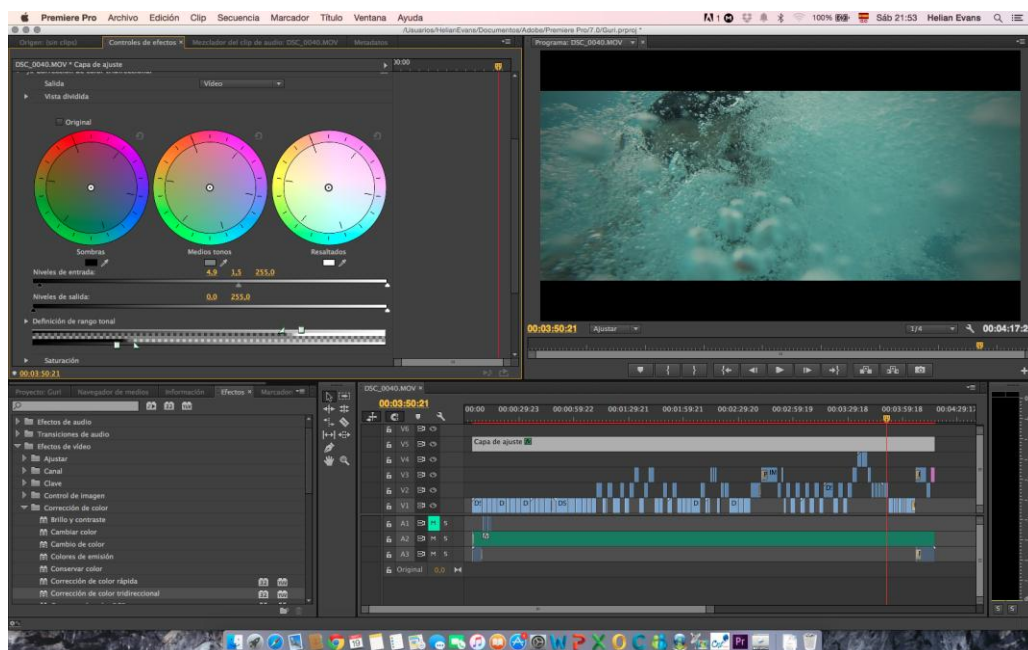 Premiere Pro Archivo Edición Clip Secuencia Marcador Título Ventana Ayuda
1 100% Sáb 21:53 Helian Evans
/Usuarios/HelianEvans/Documentos/Adobe/Premiere Pro/7.0/Guri.prproj *
Origen: (sin clips) Controles de efectos × Mezclador del clip de audio: DSC_0040.MOV Metadatos
Programa: DSC_0040.MOV ×
DSC_0040.MOV * Capa de ajuste
00:00
Salida Vídeo
Vista dividida
Original
Sombras Medios tonos Resaltados
Niveles de entrada: 4,9 1,5 255,0
Niveles de salida: 0,0 255,0
Definición de rango tonal
Saturación
00:03:50:21
00:03:50:21 Ajustar 1/4 00:04:17:2
Proyecto: Guri Navegador de medios Información Efectos × Marcador
Efectos de audio
Transiciones de audio
Efectos de vídeo
Ajustar
Canal
Clave
Control de imagen
Corrección de color
Brillo y contraste
Cambiar color
Cambio de color
Colores de emisión
Conservar color
Corrección de color rápida
Corrección de color tridireccional
DSC_0040.MOV ×
00:03:50:21
00:00 00:00:29:23 00:00:59:22 00:01:29:21 00:01:59:21 00:02:29:20 00:02:59:19 00:03:29:18 00:03:59:18 00:04:29:1
V6
V5 Capa de ajuste
V4
V3
V2
V1
A1 M S
A2 M S
A3 M S
Original 0,0
S S